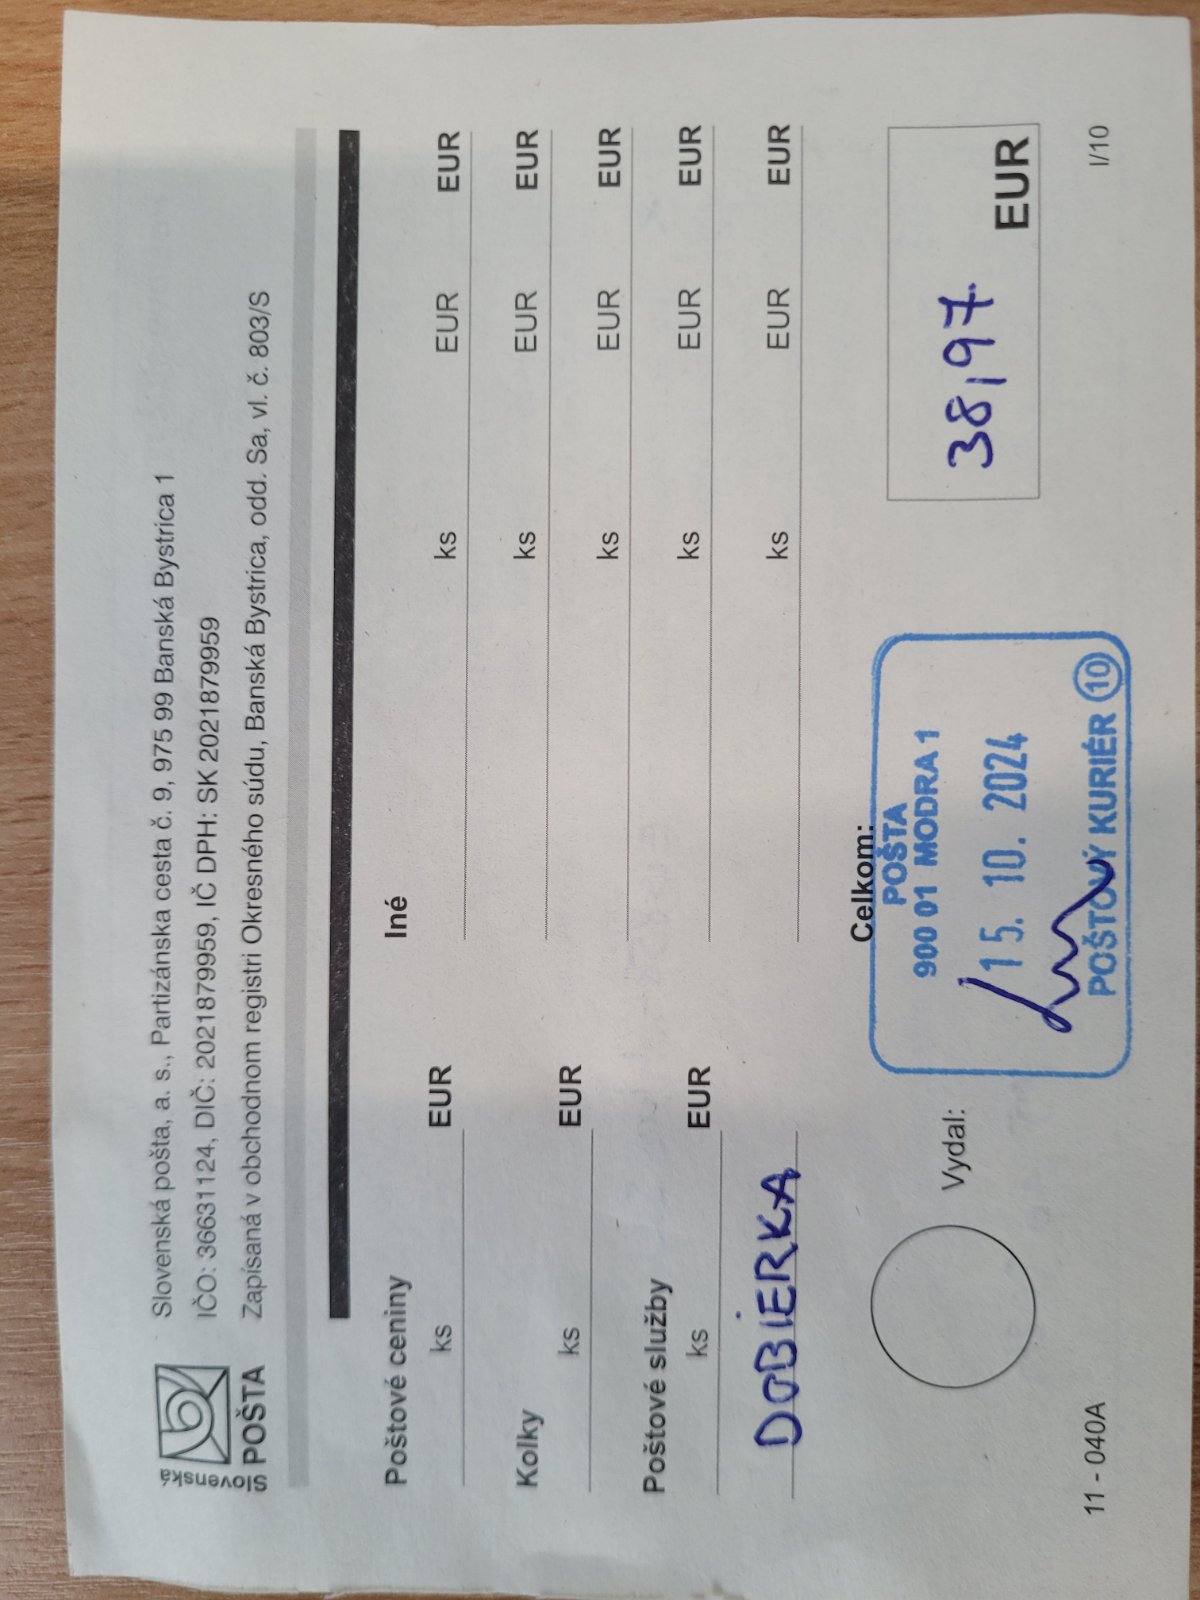 Slovenská
POŠTA
Slovenská pošta, a. s., Partizánska cesta č. 9, 975 99 Banská Bystrica 1
IČO: 36631124, DIČ: 2021879959, IČ DPH: SK 2021879959
Zapísaná v obchodnom registri Okresného súdu, Banská Bystrica, odd. Sa, vl. č. 803/S
Poštové ceniny
ks EUR
Kolky
ks EUR
Poštové služby
ks EUR
DOBIERKA
Iné
ks EUR EUR
ks EUR EUR
ks EUR EUR
ks EUR EUR
ks EUR EUR
Celkom:
38,97 EUR
Vydal:
POŠTA
900 01 MODRA 1
15. 10. 2024
POŠTOVÝ KURIÉR 10
11 - 040A
I/10